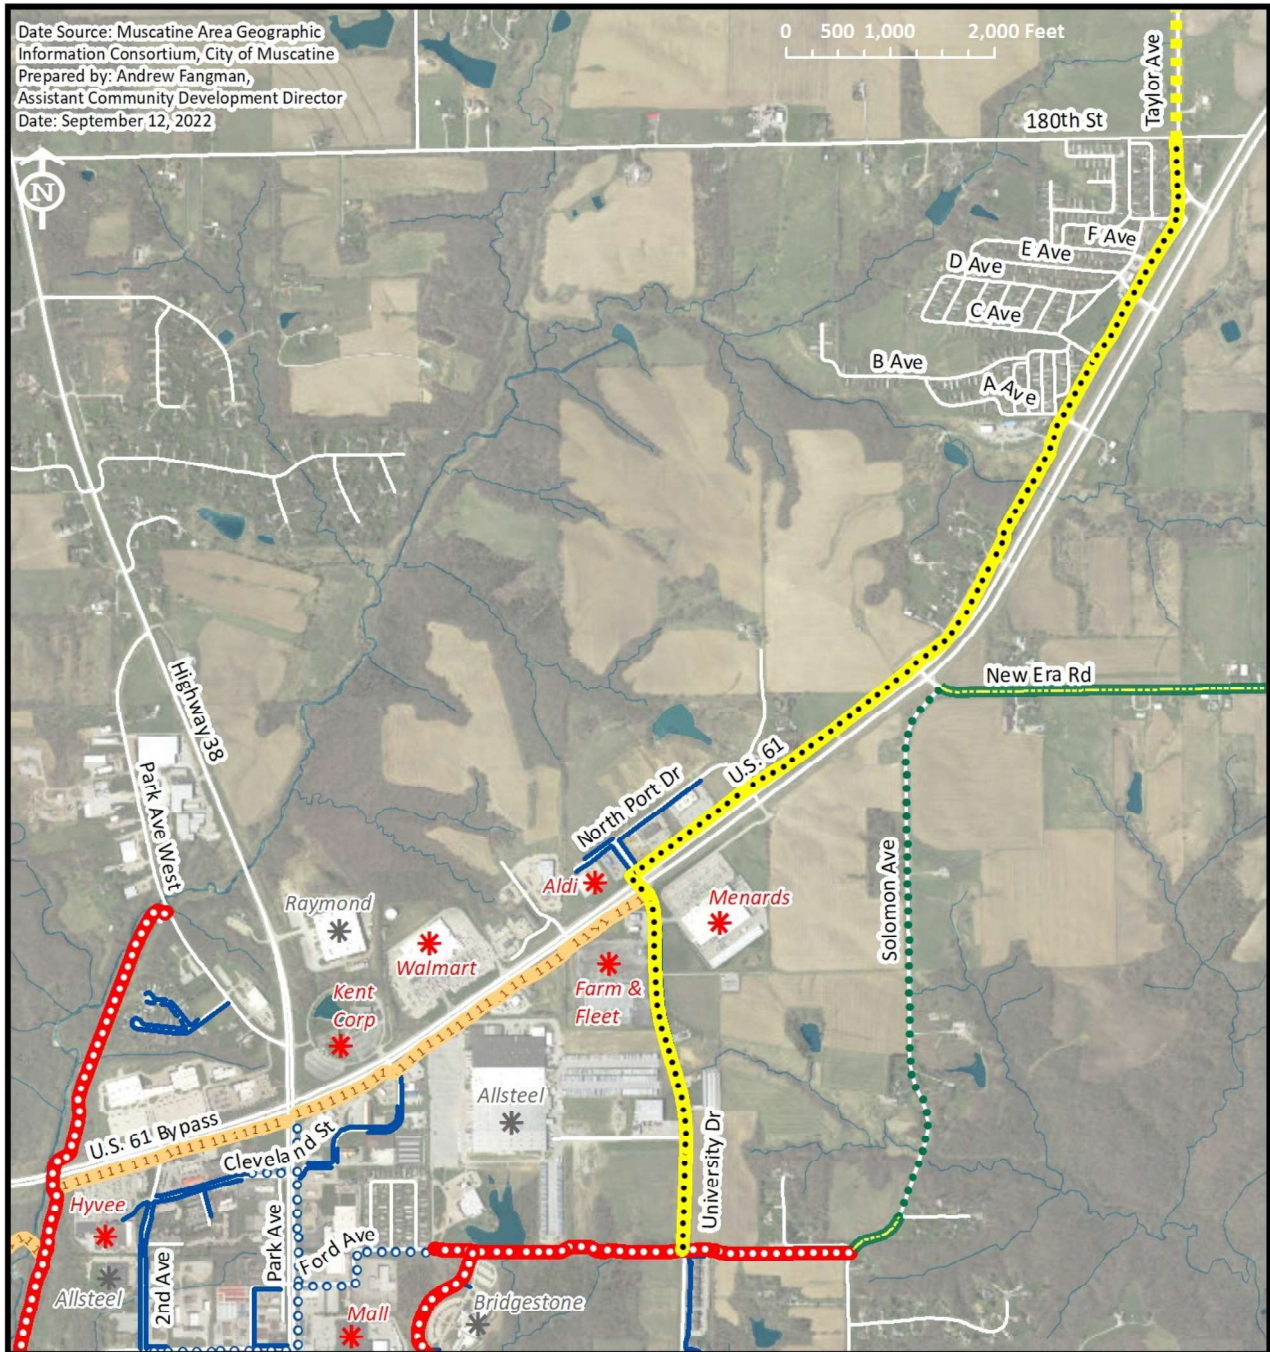 Date Source: Muscatine Area Geographic
Information Consortium, City of Muscatine
Prepared by: Andrew Fangman,
Assistant Community Development Director
Date: September 12, 2022
0 500 1,000 2,000 Feet
Taylor Ave
180th St
N
F Ave
E Ave
D Ave
C Ave
B Ave
A Ave
New Era Rd
Highway 38
U.S. 61
North Port Dr
Park Ave West
Solomon Ave
Aldi
Menards
Raymond
Walmart
Farm &
Fleet
Kent
Corp
Allsteel
U.S. 61 Bypass
Cleveland St
University Dr
Hyvee
Park Ave
Ford Ave
2nd Ave
Allsteel
Bridgestone
Mall